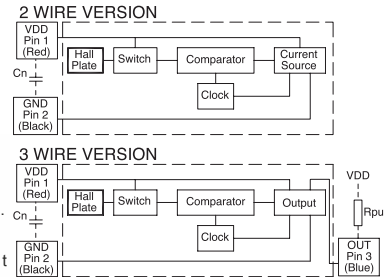 2 WIRE VERSION
VDD
Pin 1
(Red)
Cn
GND
Pin 2
(Black)
Hall
Plate
Switch
Comparator
Current
Source
Clock
3 WIRE VERSION
VDD
Pin 1
(Red)
Cn
GND
Pin 2
(Black)
Hall
Plate
Switch
Comparator
Output
Clock
VDD
Rpu
OUT
Pin 3
(Blue)
t